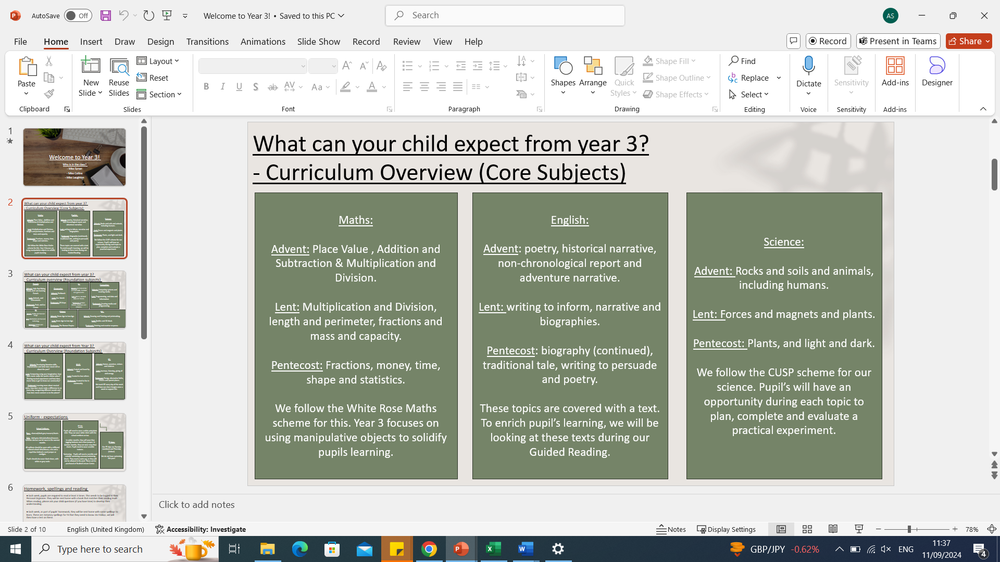 AutoSave Off Welcome to Year 3! • Saved to this PC Search AS
File Home Insert Draw Design Transitions Animations Slide Show Record Review View Help Record Present in Teams Share
Paste
New Slide
Reuse Slides
Layout
Reset
Section
Shapes
Arrange
Quick Styles
Shape Fill
Shape Outline
Shape Effects
Find
Replace
Select
Dictate
Sensitivity
Add-ins
Designer
Clipboard Slides Font Paragraph Drawing Editing Voice Sensitivity Add-ins
1
Welcome to Year 3!
Who is in the class?
- Miss Synan
- Miss Collins
- Miss Laughton
2
What can your child expect from year 3?
- Curriculum Overview (Core Subjects)
3
What can your child expect from year 3?
- Curriculum overview (Foundation subjects)
4
What can your child expect from Year 3?
- Curriculum Overview (Foundation Subjects)
5
Uniform - expectations
6
Homework, spellings and reading
What can your child expect from year 3?
- Curriculum Overview (Core Subjects)
Maths:
Advent: Place Value , Addition and
Subtraction & Multiplication and
Division.
Lent: Multiplication and Division,
length and perimeter, fractions and
mass and capacity.
Pentecost: Fractions, money, time,
shape and statistics.
We follow the White Rose Maths
scheme for this. Year 3 focuses on
using manipulative objects to solidify
pupils learning.
English:
Advent: poetry, historical narrative,
non-chronological report and
adventure narrative.
Lent: writing to inform, narrative and
biographies.
Pentecost: biography (continued),
traditional tale, writing to persuade
and poetry.
These topics are covered with a text.
To enrich pupil’s learning, we will be
looking at these texts during our
Guided Reading.
Science:
Advent: Rocks and soils and animals,
including humans.
Lent: Forces and magnets and plants.
Pentecost: Plants, and light and dark.
We follow the CUSP scheme for our
science. Pupil’s will have an
opportunity during each topic to
plan, complete and evaluate a
practical experiment.
Click to add notes
Slide 2 of 10 English (United Kingdom) Accessibility: Investigate Notes Display Settings 78%
Type here to search GBP/JPY -0.62% ENG 11:37
11/09/2024 4